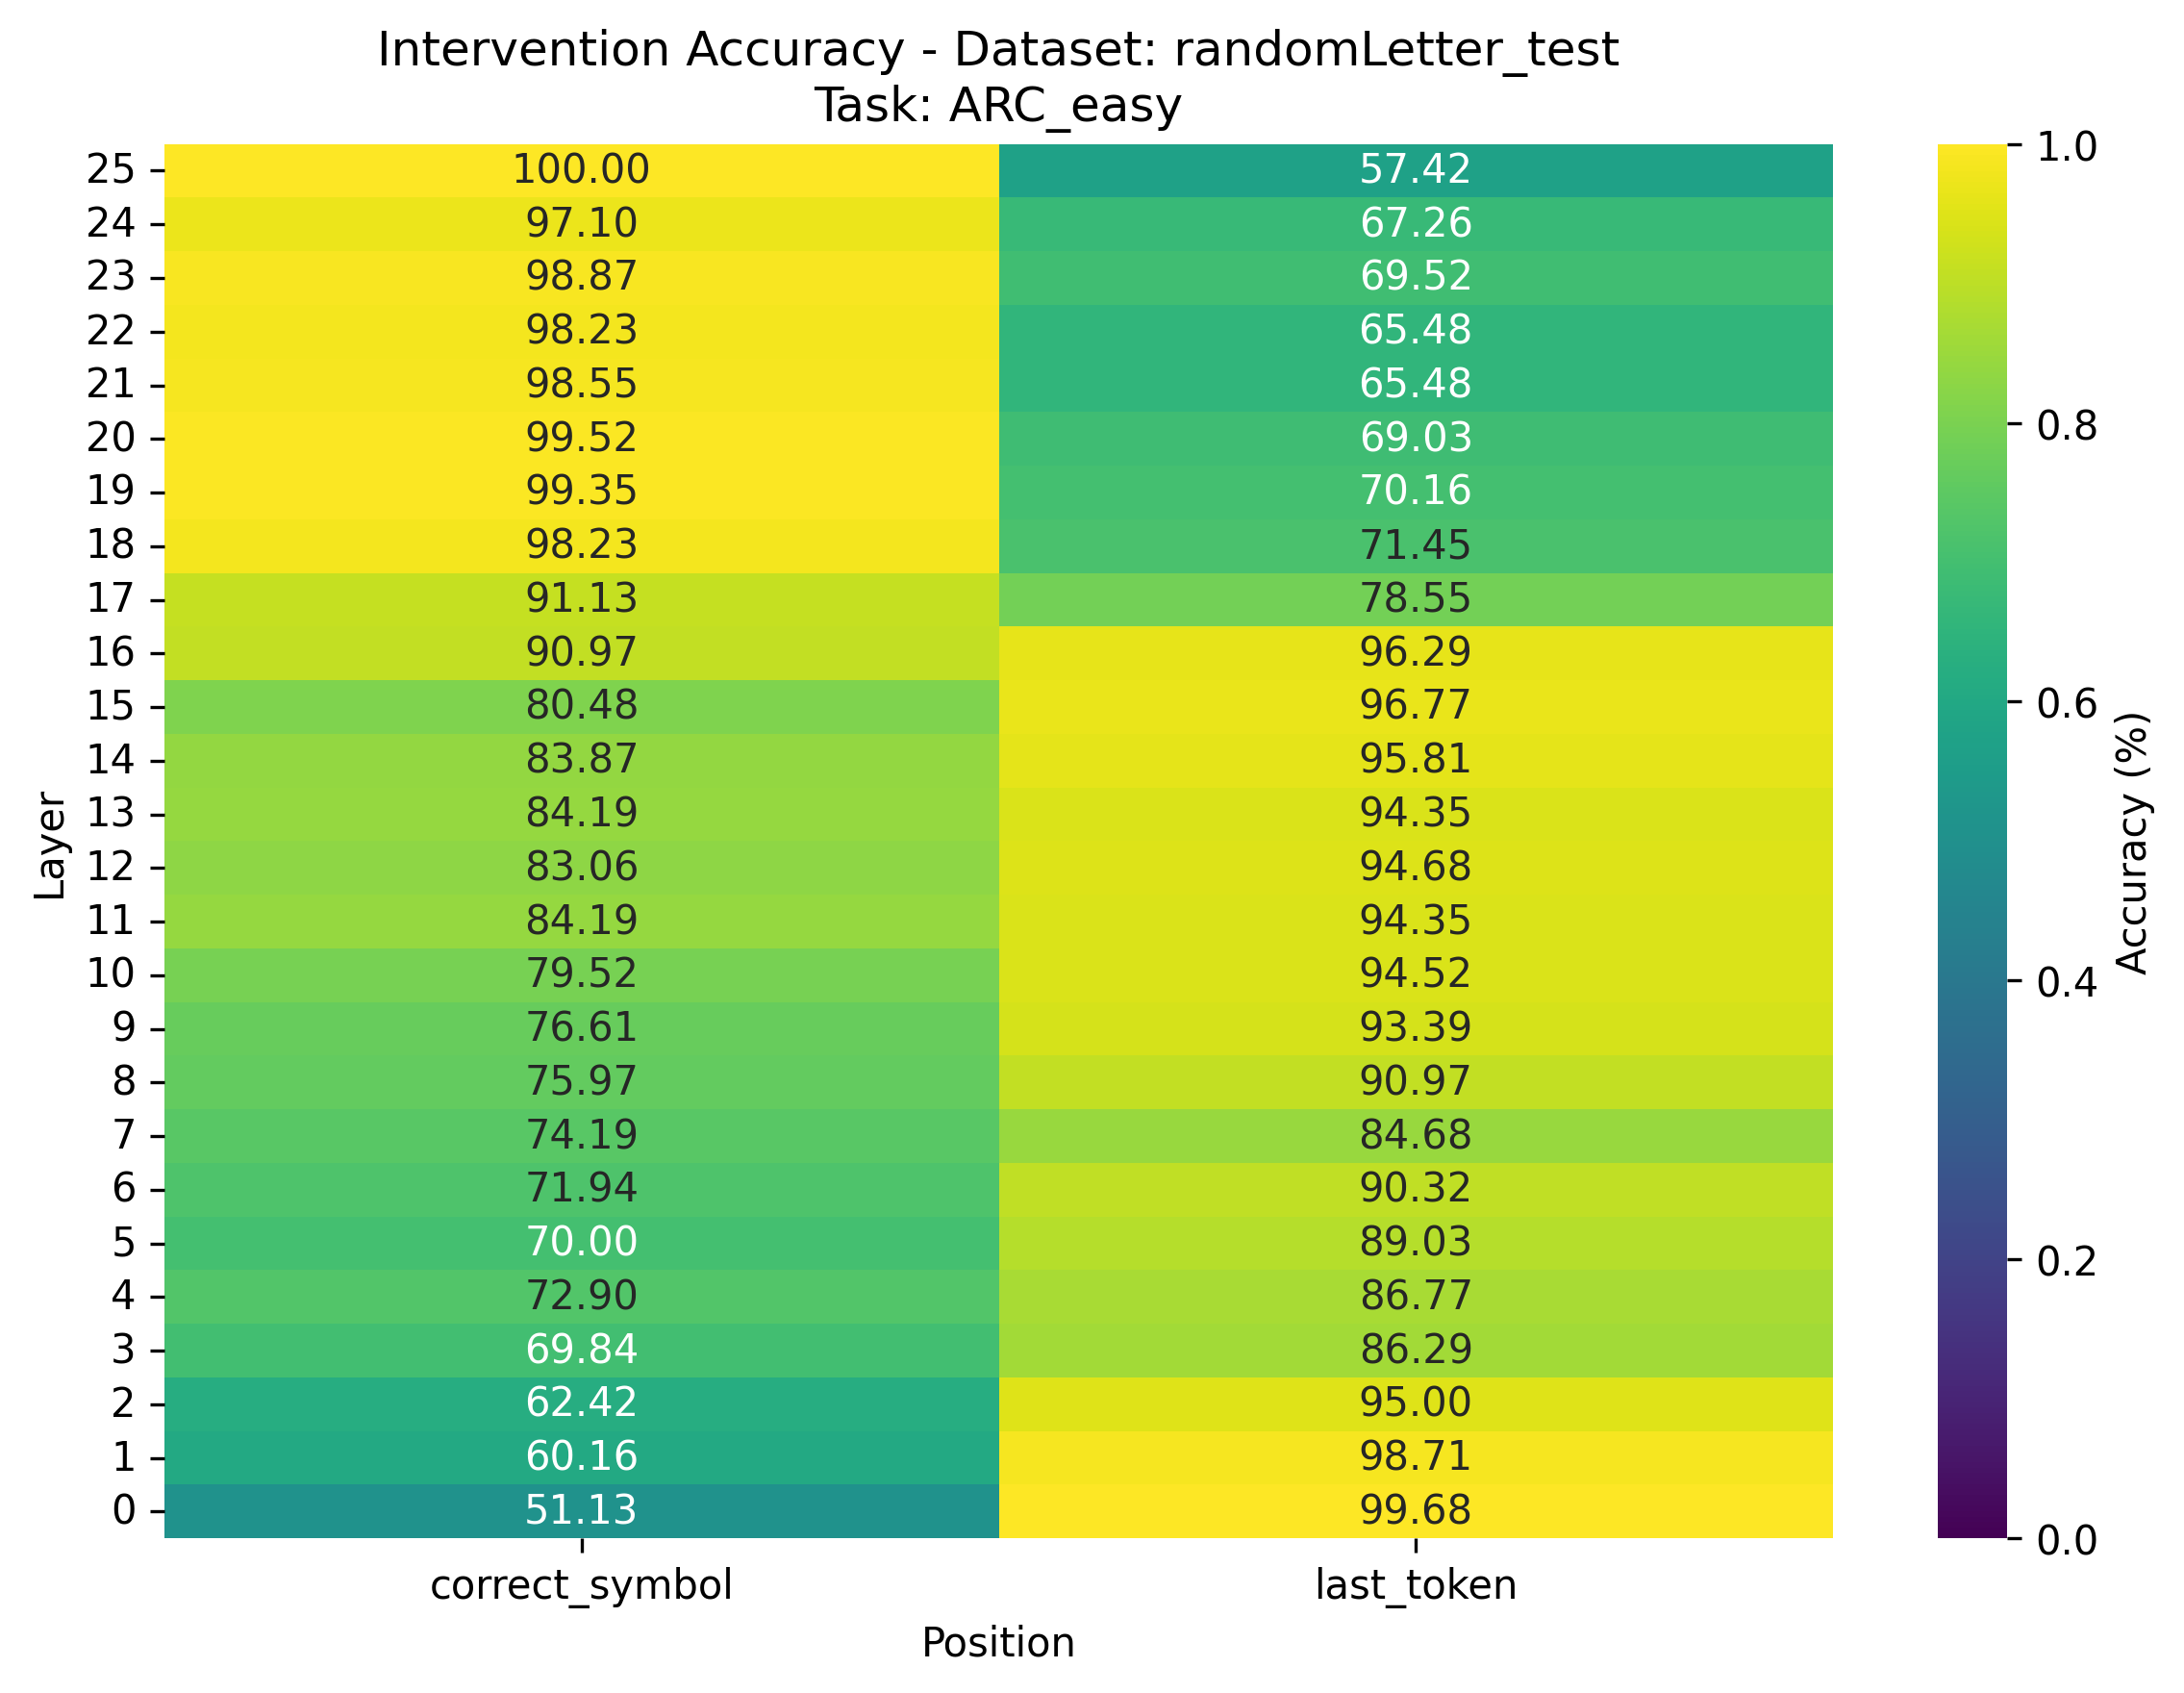 Intervention Accuracy - Dataset: randomLetter_test
Task: ARC_easy
25 100.00 57.42 1.0
24 97.10 67.26
23 98.87 69.52
22 98.23 65.48
21 98.55 65.48
20 99.52 69.03 0.8
19 99.35 70.16
18 98.23 71.45
17 91.13 78.55
16 90.97 96.29
15 80.48 96.77 0.6
14 83.87 95.81
13 84.19 94.35
12 83.06 94.68
11 84.19 94.35
10 79.52 94.52 0.4
9 76.61 93.39
8 75.97 90.97
7 74.19 84.68
6 71.94 90.32
5 70.00 89.03 0.2
4 72.90 86.77
3 69.84 86.29
2 62.42 95.00
1 60.16 98.71
0 51.13 99.68 0.0
Layer
Accuracy (%)
correct_symbol last_token
Position